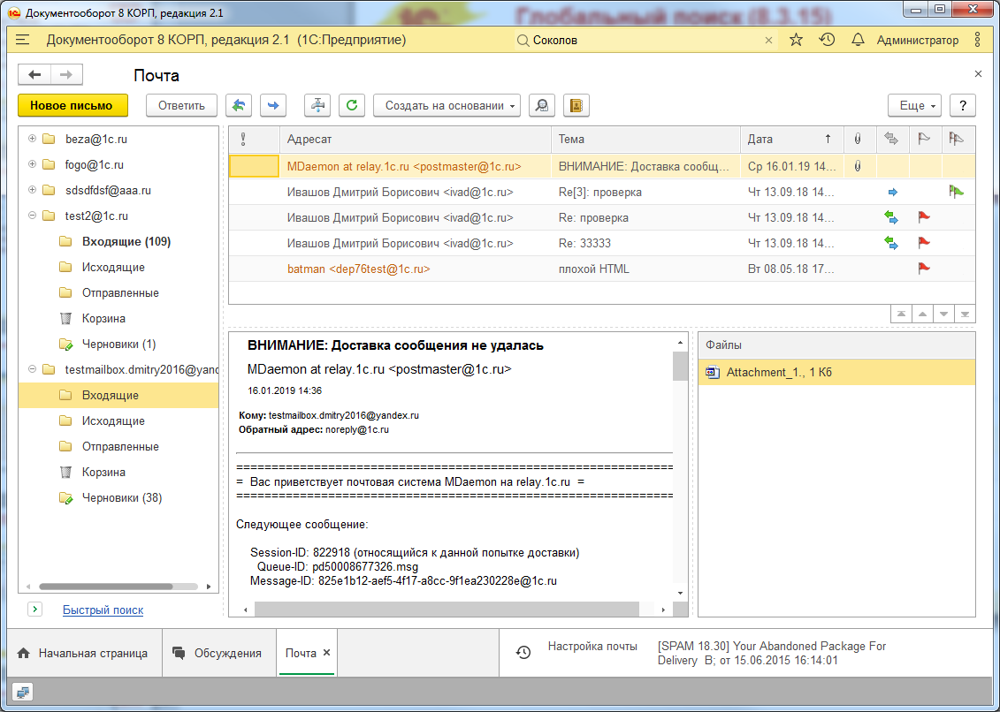 Документооборот 8 КОРП, редакция 2.1
Глобальный поиск (8.3.15)
Документооборот 8 КОРП, редакция 2.1 (1С:Предприятие)
Соколов
Администратор
Почта
Новое письмо
Ответить
Создать на основании
Еще
?
beza@1c.ru
fogo@1c.ru
sdsdfdsf@aaa.ru
test2@1c.ru
Входящие (109)
Исходящие
Отправленные
Корзина
Черновики (1)
testmailbox.dmitry2016@yand
Входящие
Исходящие
Отправленные
Корзина
Черновики (38)
Быстрый поиск
! Адресат Тема Дата ↑
MDaemon at relay.1c.ru <postmaster@1c.ru> ВНИМАНИЕ: Доставка сообщ... Ср 16.01.19 14...
Ивашов Дмитрий Борисович <ivad@1c.ru> Re[3]: проверка Чт 13.09.18 14...
Ивашов Дмитрий Борисович <ivad@1c.ru> Re: проверка Чт 13.09.18 14...
Ивашов Дмитрий Борисович <ivad@1c.ru> Re: 33333 Чт 13.09.18 14...
batman <dep76test@1c.ru> плохой HTML Вт 08.05.18 17...
ВНИМАНИЕ: Доставка сообщения не удалась
MDaemon at relay.1c.ru <postmaster@1c.ru>
16.01.2019 14:36
Кому: testmailbox.dmitry2016@yandex.ru
Обратный адрес: noreply@1c.ru
==============================================================
= Вас приветствует почтовая система MDaemon на relay.1c.ru =
==============================================================
Следующее сообщение:
Session-ID: 822918 (относящийся к данной попытке доставки)
Queue-ID: pd50008677326.msg
Message-ID: 825e1b12-aef5-4f17-a8cc-9f1ea230228e@1c.ru
Файлы
Attachment_1., 1 Кб
Начальная страница
Обсуждения
Почта
Настройка почты
[SPAM 18.30] Your Abandoned Package For
Delivery B; от 15.06.2015 16:14:01